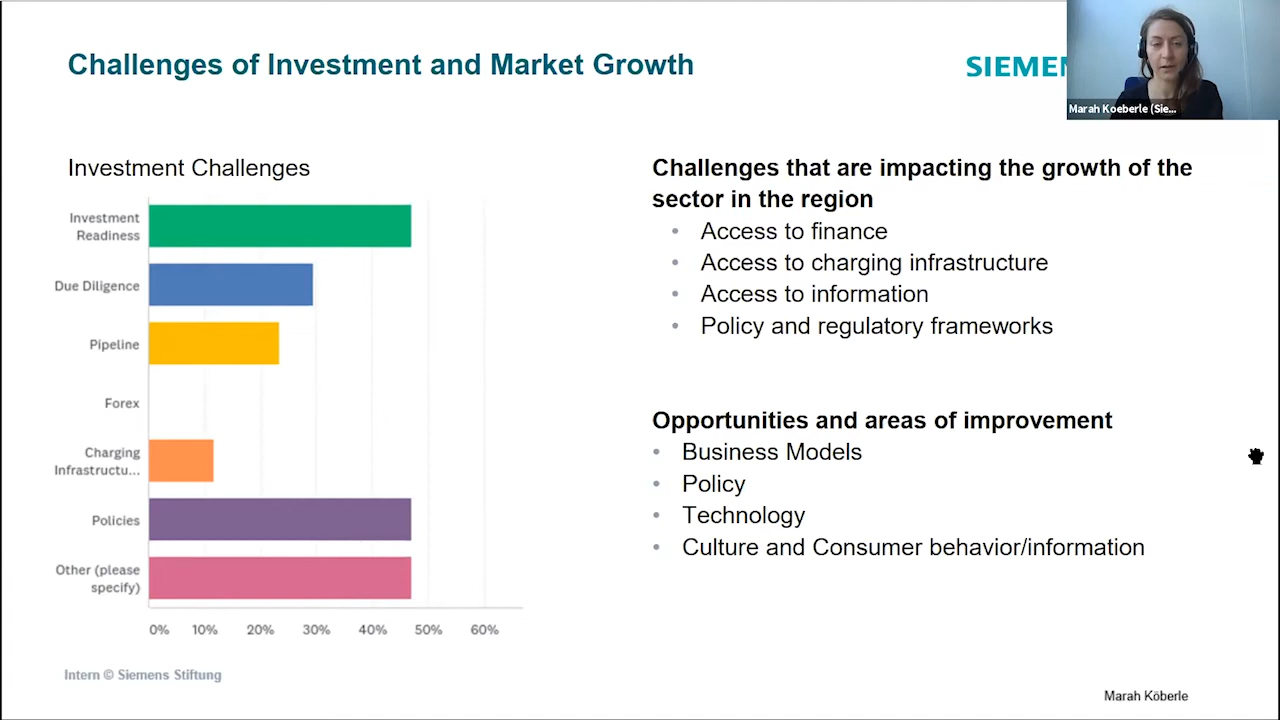 Challenges of Investment and Market Growth
SIEMEN
Marah Koeberle (Sie...
Investment Challenges
Investment
Readiness
Due Diligence
Pipeline
Forex
Charging
Infrastructu...
Policies
Other (please
specify)
0% 10% 20% 30% 40% 50% 60%
Challenges that are impacting the growth of the
sector in the region
• Access to finance
• Access to charging infrastructure
• Access to information
• Policy and regulatory frameworks
Opportunities and areas of improvement
• Business Models
• Policy
• Technology
• Culture and Consumer behavior/information
Intern © Siemens Stiftung
Marah Köberle